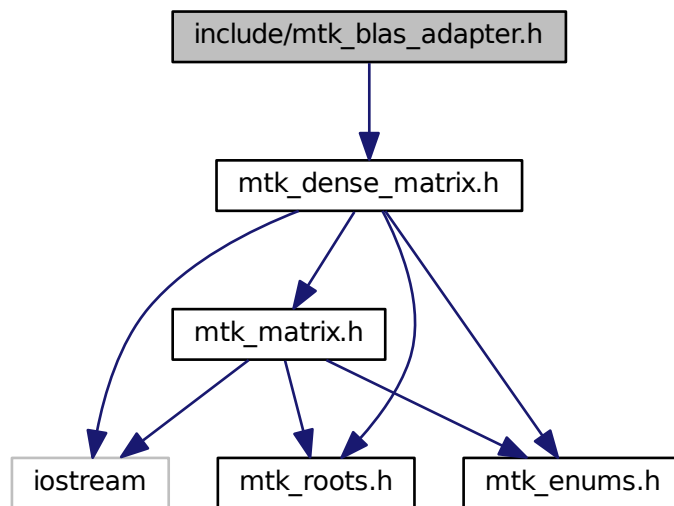 include/mtk_blas_adapter.h
mtk_dense_matrix.h
mtk_matrix.h
iostream
mtk_roots.h
mtk_enums.h